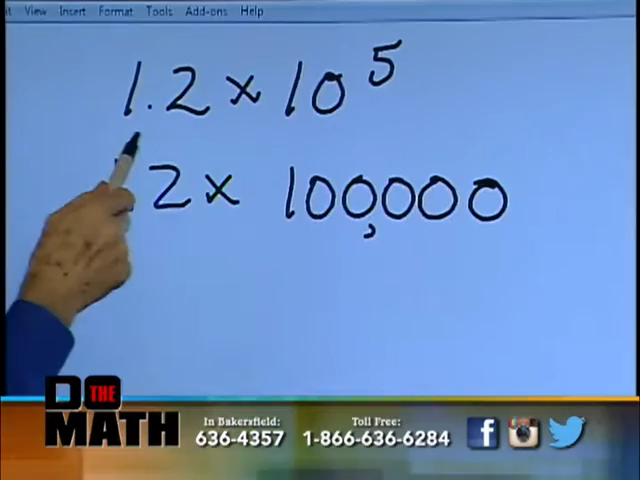 View Insert Format Tools Add-ons Help
1.2 × 10⁵
2 × 100,000
DO THE MATH
In Bakersfield: 636-4357
Toll Free: 1-866-636-6284